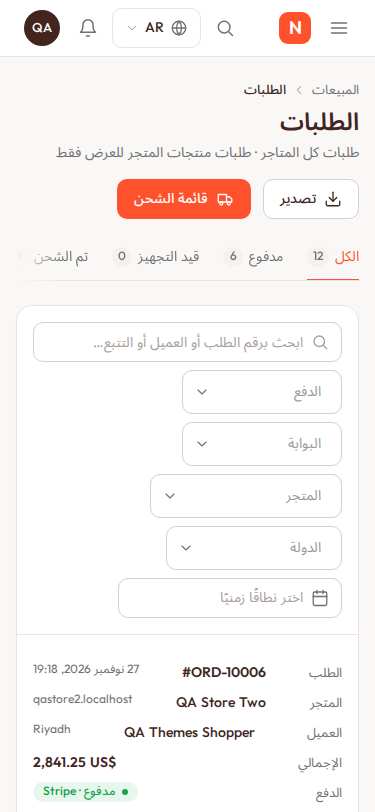 N AR QA
المبيعات > الطلبات
الطلبات
طلبات كل المتاجر · طلبات منتجات المتجر للعرض فقط
تصدير قائمة الشحن
الكل 12 مدفوع 6 قيد التجهيز 0 تم الشحن
ابحث برقم الطلب أو العميل أو التتبع...
الدفع
البوابة
المتجر
الدولة
اختر نطاقًا زمنيًا
الطلب #ORD-10006 27 نوفمبر 2026, 19:18
المتجر QA Store Two qastore2.localhost
العميل QA Themes Shopper Riyadh
الإجمالي 2,841.25 US$
الدفع مدفوع · Stripe